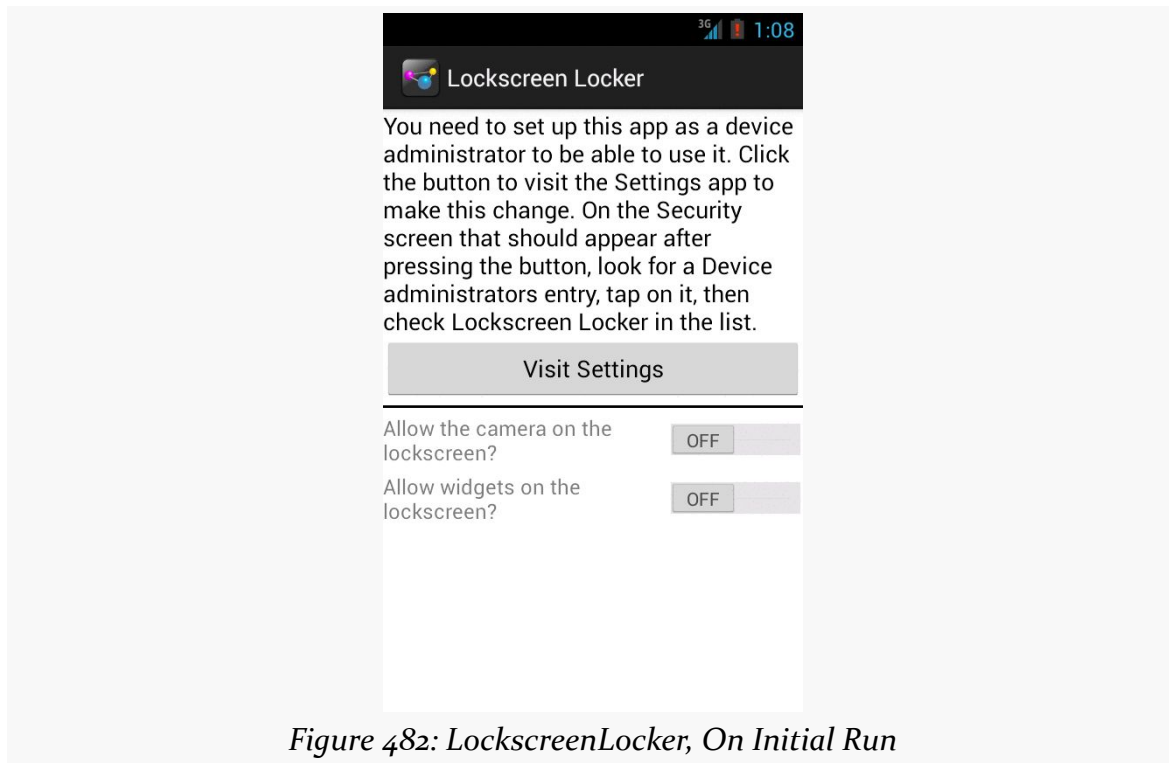 3G 1:08
Lockscreen Locker
You need to set up this app as a device
administrator to be able to use it. Click
the button to visit the Settings app to
make this change. On the Security
screen that should appear after
pressing the button, look for a Device
administrators entry, tap on it, then
check Lockscreen Locker in the list.
Visit Settings
Allow the camera on the
lockscreen?
OFF
Allow widgets on the
lockscreen?
OFF
Figure 482: LockscreenLocker, On Initial Run